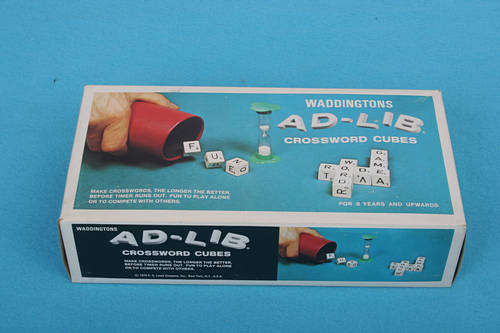 WADDINGTONS
AD-LIB
CROSSWORD CUBES
F
U
N
E O
G
A
M
E
W
O
R
D
R
T
A
A
MAKE CROSSWORDS, THE LONGER THE BETTER,
BEFORE TIMER RUNS OUT. FUN TO PLAY ALONE
-OR TO COMPETE WITH OTHERS.
FOR 8 YEARS AND UPWARDS
WADDINGTONS
AD-LIB
CROSSWORD CUBES
MAKE CROSSWORDS, THE LONGER THE BETTER,
BEFORE TIMER RUNS OUT. FUN TO PLAY ALONE
-OR TO COMPETE WITH OTHERS.